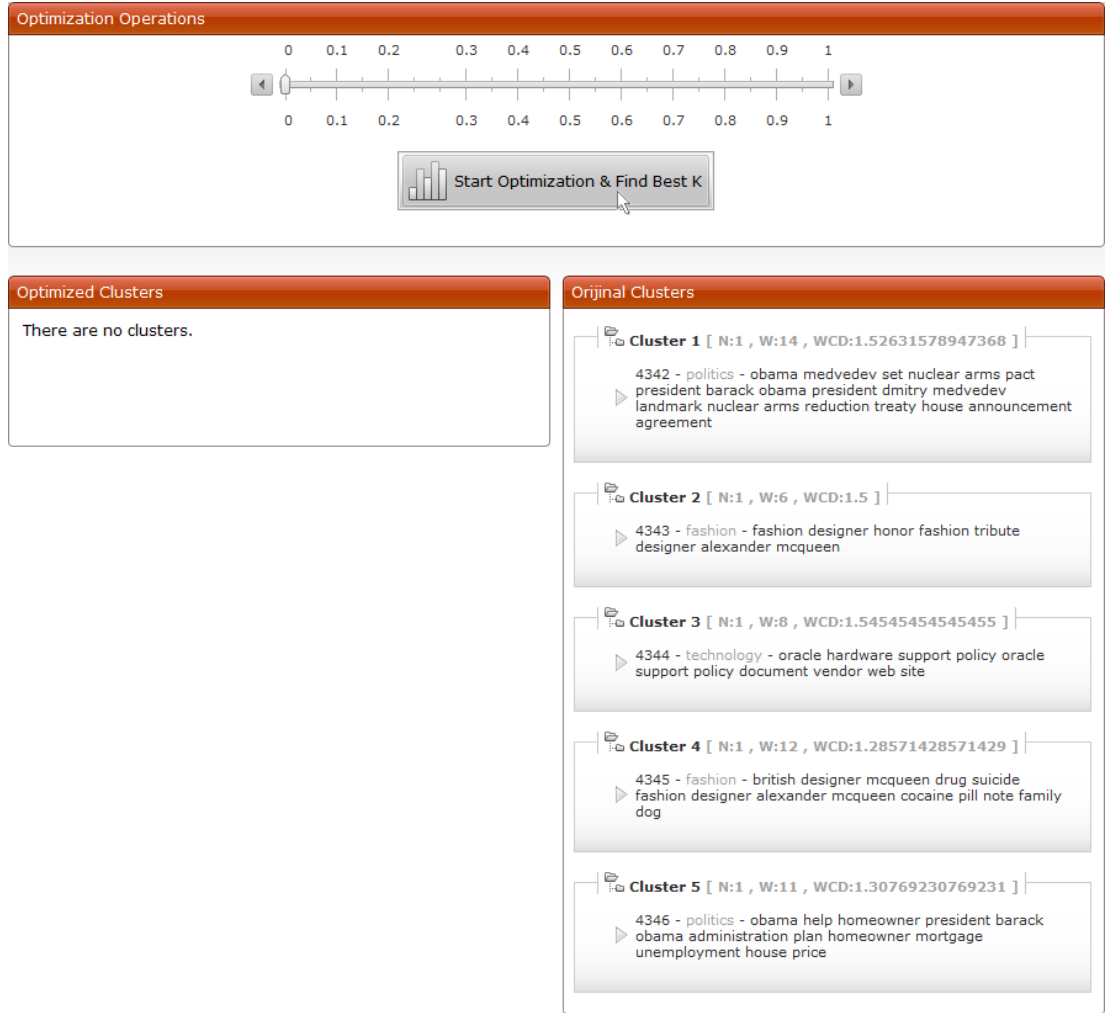 Optimization Operations
0 0.1 0.2 0.3 0.4 0.5 0.6 0.7 0.8 0.9 1
0 0.1 0.2 0.3 0.4 0.5 0.6 0.7 0.8 0.9 1
Start Optimization & Find Best K
Optimized Clusters
There are no clusters.
Orijinal Clusters
Cluster 1 [ N:1 , W:14 , WCD:1.52631578947368 ]
4342 - politics - obama medvedev set nuclear arms pact
president barack obama president dmitry medvedev
landmark nuclear arms reduction treaty house announcement
agreement
Cluster 2 [ N:1 , W:6 , WCD:1.5 ]
4343 - fashion - fashion designer honor fashion tribute
designer alexander mcqueen
Cluster 3 [ N:1 , W:8 , WCD:1.54545454545455 ]
4344 - technology - oracle hardware support policy oracle
support policy document vendor web site
Cluster 4 [ N:1 , W:12 , WCD:1.28571428571429 ]
4345 - fashion - british designer mcqueen drug suicide
fashion designer alexander mcqueen cocaine pill note family
dog
Cluster 5 [ N:1 , W:11 , WCD:1.30769230769231 ]
4346 - politics - obama help homeowner president barack
obama administration plan homeowner mortgage
unemployment house price